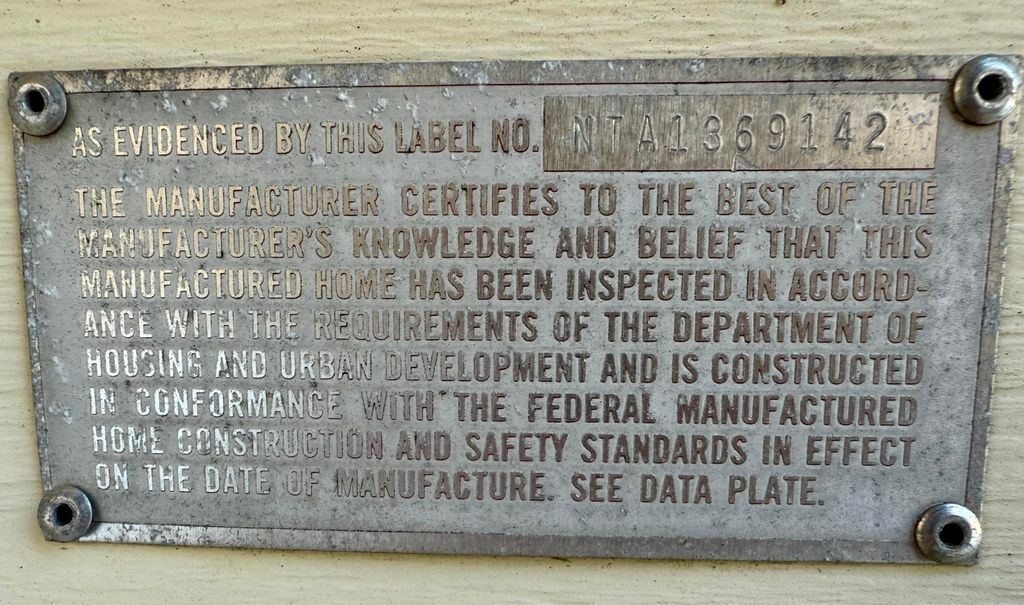 AS EVIDENCED BY THIS LABEL NO. NTA1369142
THE MANUFACTURER CERTIFIES TO THE BEST OF THE
MANUFACTURER'S KNOWLEDGE AND BELIEF THAT THIS
MANUFACTURED HOME HAS BEEN INSPECTED IN ACCORD-
ANCE WITH THE REQUIREMENTS OF THE DEPARTMENT OF
HOUSING AND URBAN DEVELOPMENT AND IS CONSTRUCTED
IN CONFORMANCE WITH THE FEDERAL MANUFACTURED
HOME CONSTRUCTION AND SAFETY STANDARDS IN EFFECT
ON THE DATE OF MANUFACTURE. SEE DATA PLATE.